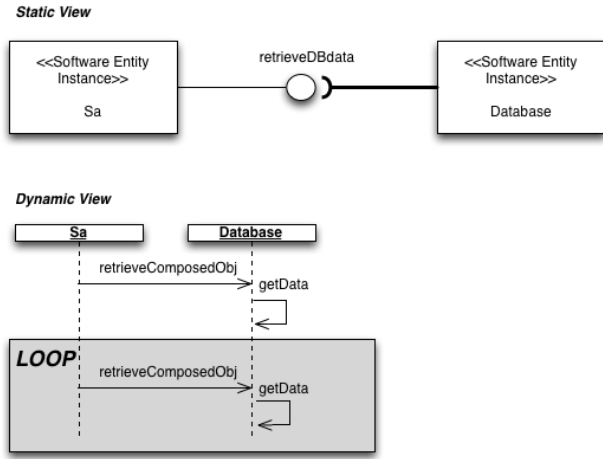 Static View
<<Software Entity
Instance>>
Sa
retrieveDBdata
<<Software Entity
Instance>>
Database
Dynamic View
Sa
Database
retrieveComposedObj
getData
LOOP
retrieveComposedObj
getData